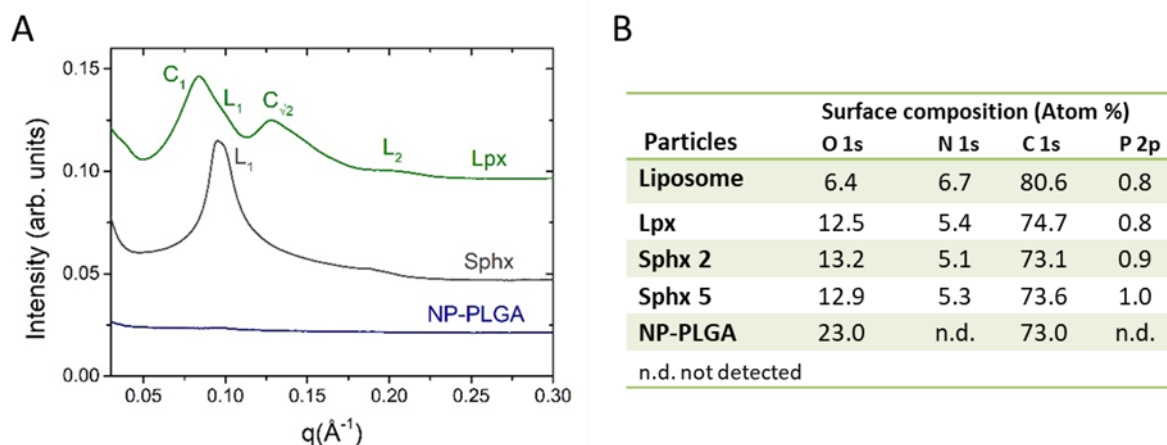 A
B
0.15
0.10
0.05
0.00
Intensity (arb. units)
C1
L1
C√2
L2
Lpx
L1
Sphx
NP-PLGA
0.05 0.10 0.15 0.20 0.25 0.30
q(Å-1)
Surface composition (Atom %)
Particles O 1s N 1s C 1s P 2p
Liposome 6.4 6.7 80.6 0.8
Lpx 12.5 5.4 74.7 0.8
Sphx 2 13.2 5.1 73.1 0.9
Sphx 5 12.9 5.3 73.6 1.0
NP-PLGA 23.0 n.d. 73.0 n.d.
n.d. not detected